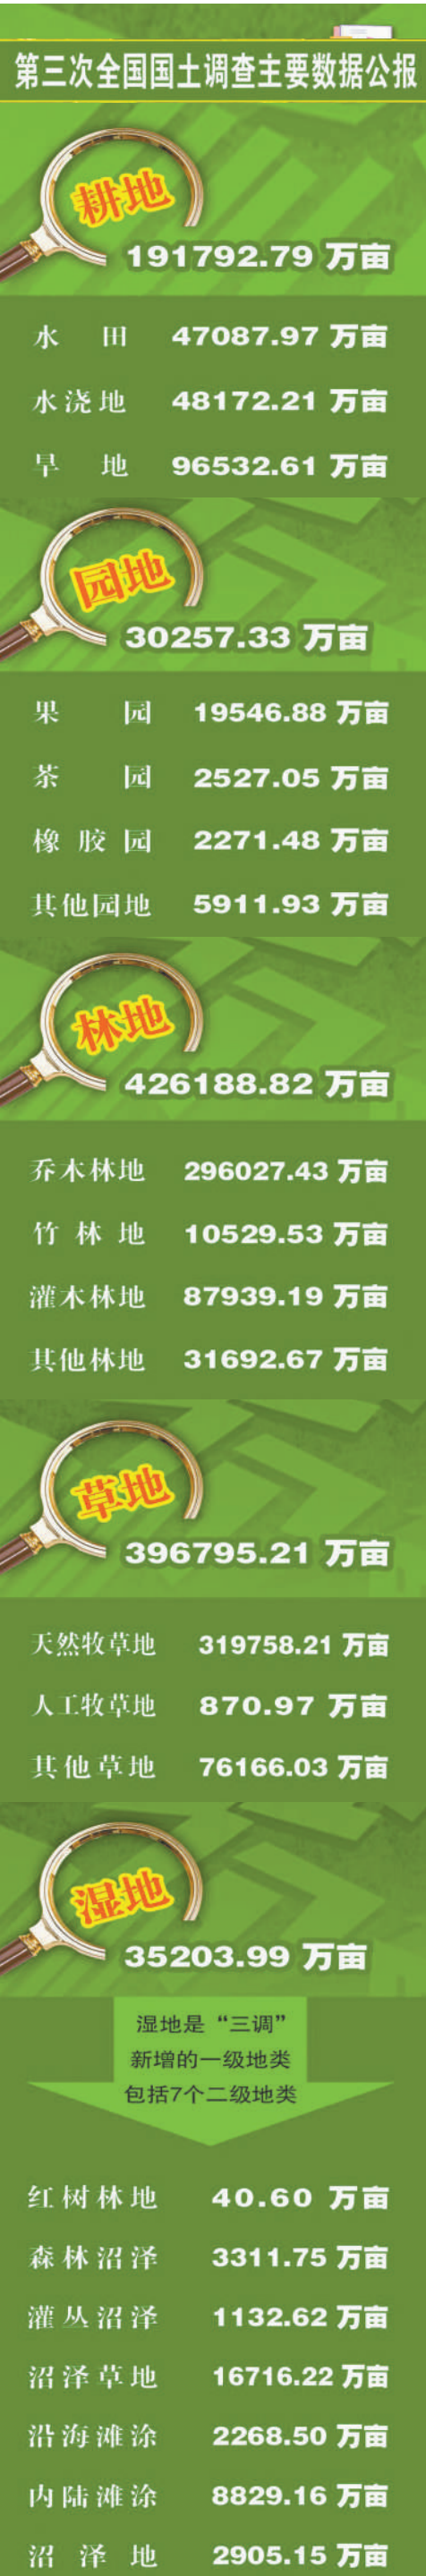 第三次全国国土调查主要数据公报
耕地
191792.79 万亩
水田 47087.97 万亩
水浇地 48172.21 万亩
旱地 96532.61 万亩
园地
30257.33 万亩
果园 19546.88 万亩
茶园 2527.05 万亩
橡胶园 2271.48 万亩
其他园地 5911.93 万亩
林地
426188.82 万亩
乔木林地 296027.43 万亩
竹林地 10529.53 万亩
灌木林地 87939.19 万亩
其他林地 31692.67 万亩
草地
396795.21 万亩
天然牧草地 319758.21 万亩
人工牧草地 870.97 万亩
其他草地 76166.03 万亩
湿地
35203.99 万亩
湿地是“三调”
新增的一级地类
包括7个二级地类
红树林地 40.60 万亩
森林沼泽 3311.75 万亩
灌丛沼泽 1132.62 万亩
沼泽草地 16716.22 万亩
沿海滩涂 2268.50 万亩
内陆滩涂 8829.16 万亩
沼泽地 2905.15 万亩